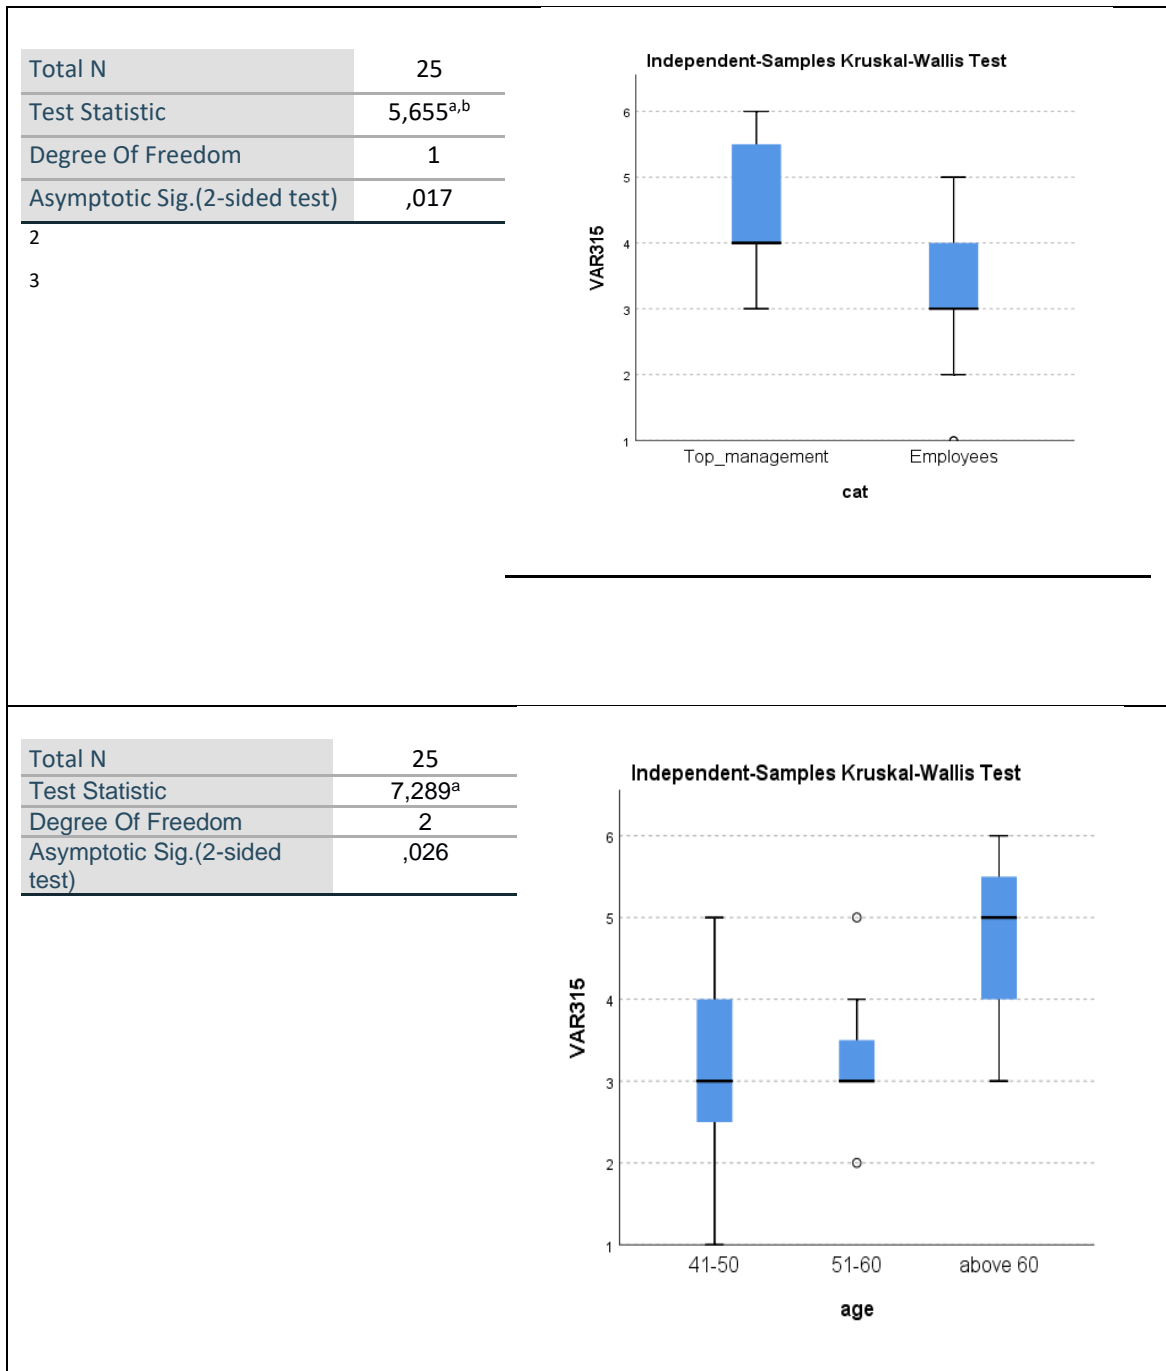 Total N 25
Test Statistic 5,655a,b
Degree Of Freedom 1
Asymptotic Sig.(2-sided test) ,017
2
3
Independent-Samples Kruskal-Wallis Test
6
5
4
3
2
1
VAR315
Top_management Employees
cat
Total N 25
Test Statistic 7,289a
Degree Of Freedom 2
Asymptotic Sig.(2-sided ,026
test)
Independent-Samples Kruskal-Wallis Test
6
5
4
3
2
1
VAR315
41-50 51-60 above 60
age